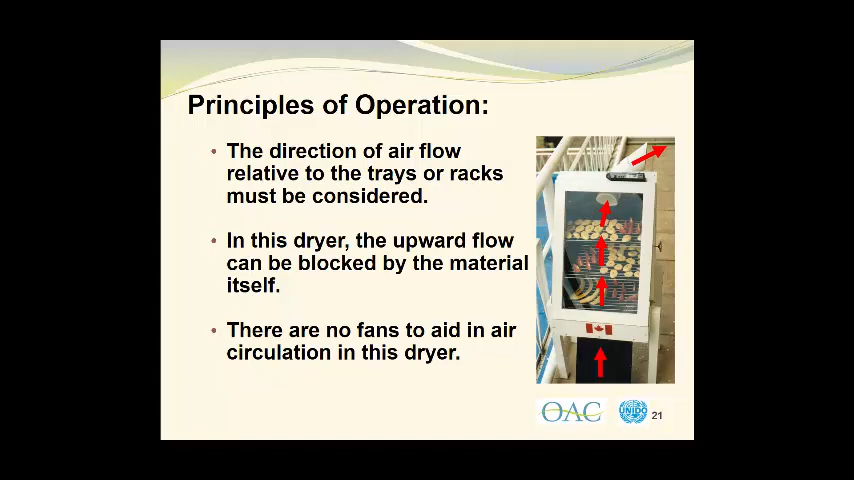 Principles of Operation:
• The direction of air flow
relative to the trays or racks
must be considered.
• In this dryer, the upward flow
can be blocked by the material
itself.
• There are no fans to aid in air
circulation in this dryer.
OAC
UNIDO
21